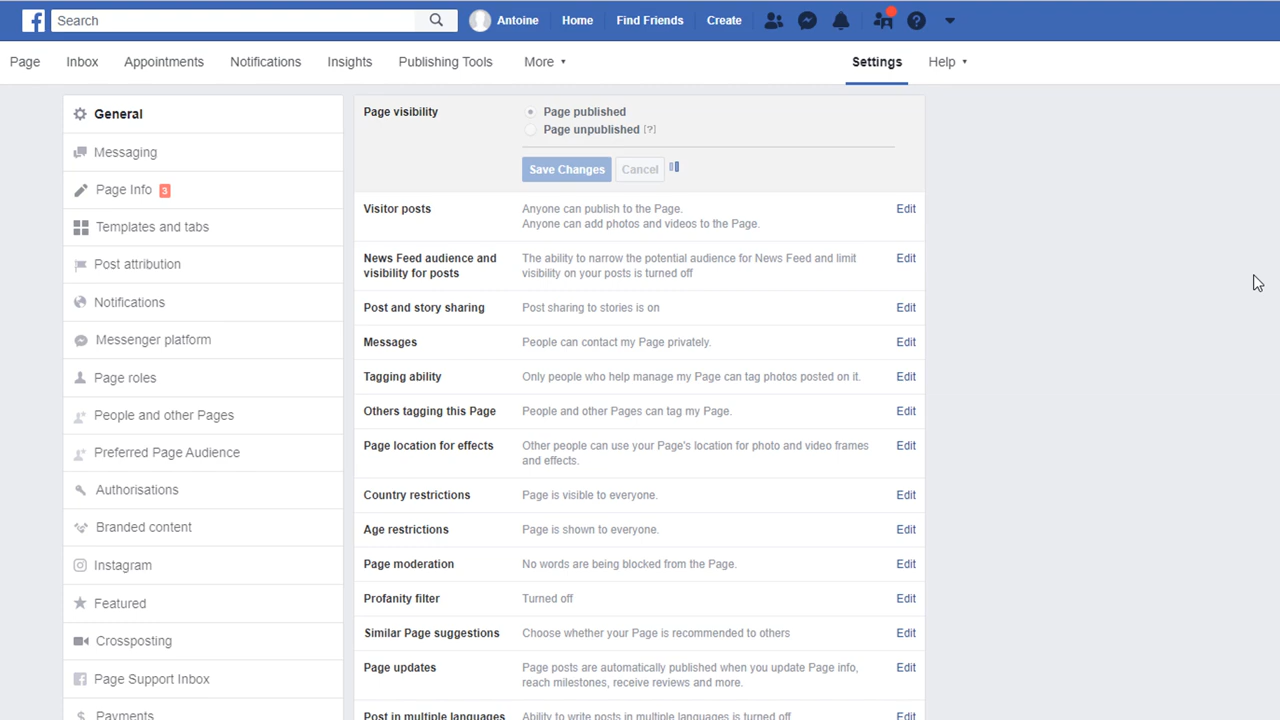 f Search Antoine Home Find Friends Create
Page Inbox Appointments Notifications Insights Publishing Tools More Settings Help
General
Messaging
Page Info 3
Templates and tabs
Post attribution
Notifications
Messenger platform
Page roles
People and other Pages
Preferred Page Audience
Authorisations
Branded content
Instagram
Featured
Crossposting
Page Support Inbox
Payments
Page visibility Page published
Page unpublished [?]
Save Changes Cancel
Visitor posts Anyone can publish to the Page. Edit
Anyone can add photos and videos to the Page.
News Feed audience and The ability to narrow the potential audience for News Feed and limit Edit
visibility for posts visibility on your posts is turned off
Post and story sharing Post sharing to stories is on Edit
Messages People can contact my Page privately. Edit
Tagging ability Only people who help manage my Page can tag photos posted on it. Edit
Others tagging this Page People and other Pages can tag my Page. Edit
Page location for effects Other people can use your Page's location for photo and video frames Edit
and effects.
Country restrictions Page is visible to everyone. Edit
Age restrictions Page is shown to everyone. Edit
Page moderation No words are being blocked from the Page. Edit
Profanity filter Turned off Edit
Similar Page suggestions Choose whether your Page is recommended to others Edit
Page updates Page posts are automatically published when you update Page info, Edit
reach milestones, receive reviews and more.
Post in multiple languages Ability to write posts in multiple languages is turned off Edit